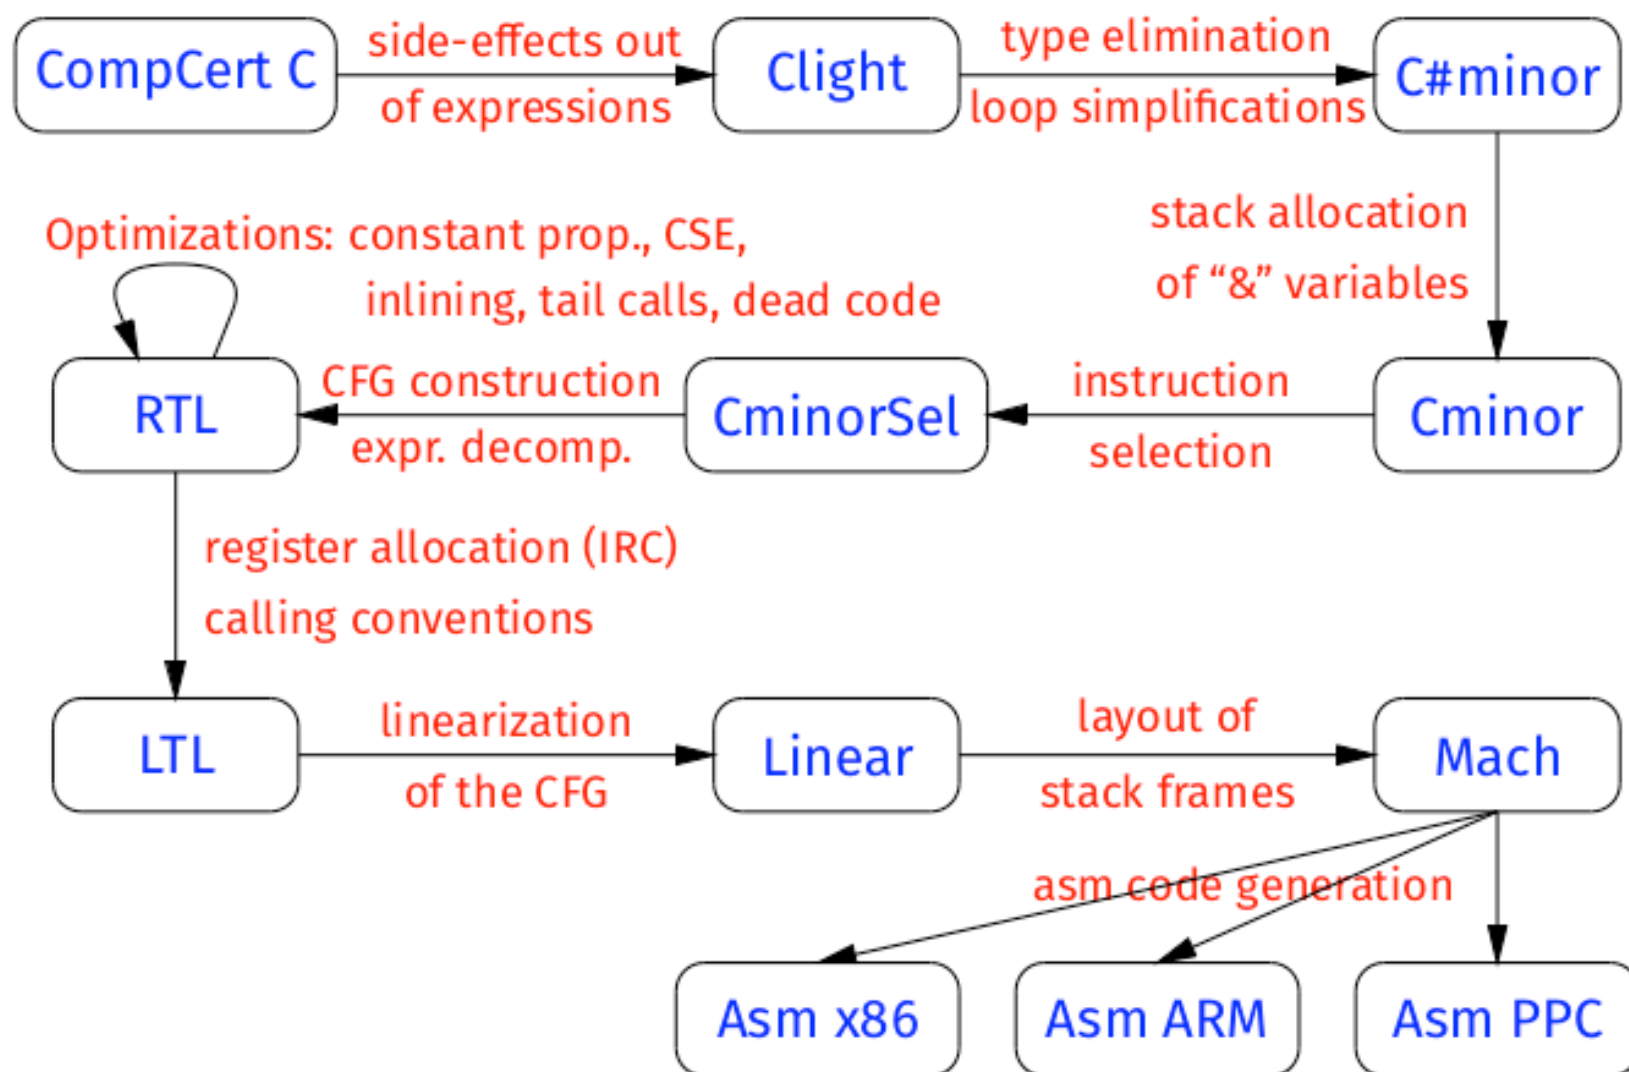 CompCert C
side-effects out
of expressions
Clight
type elimination
loop simplifications
C#minor
stack allocation
of “&” variables
Optimizations: constant prop., CSE,
inlining, tail calls, dead code
RTL
CFG construction
expr. decomp.
CminorSel
instruction
selection
Cminor
register allocation (IRC)
calling conventions
LTL
linearization
of the CFG
Linear
layout of
stack frames
Mach
asm code generation
Asm x86
Asm ARM
Asm PPC